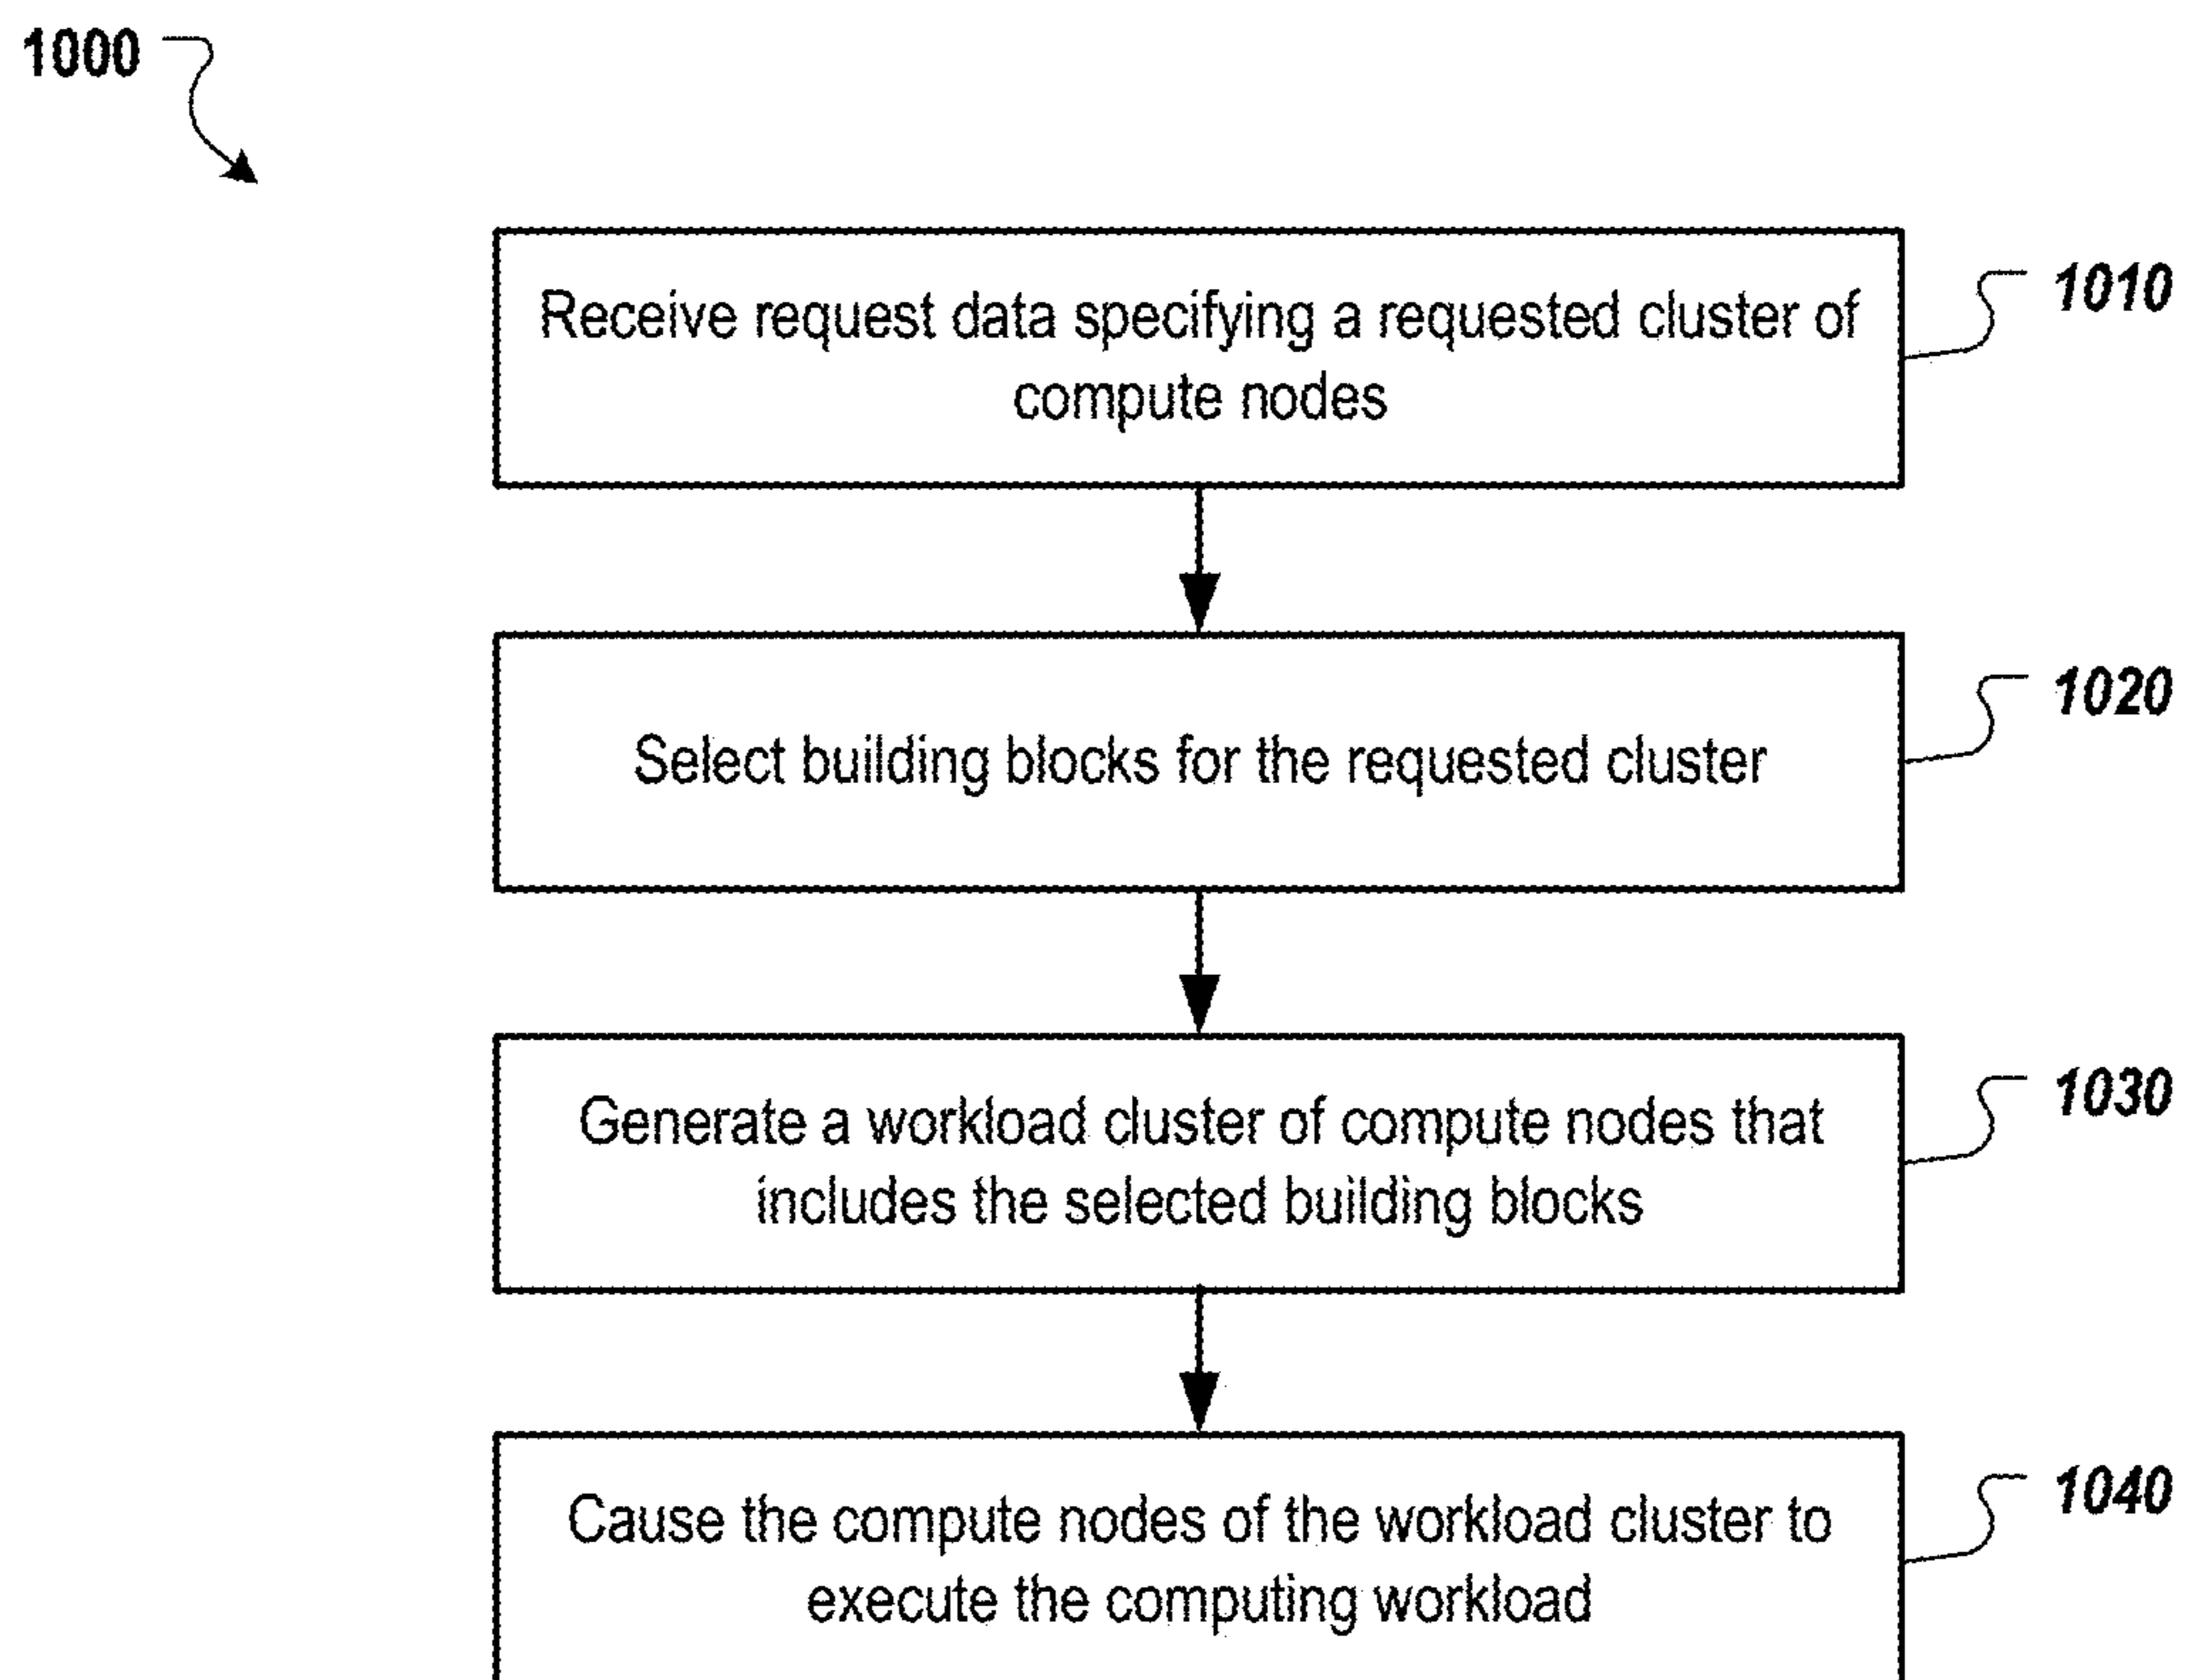 1000
Receive request data specifying a requested cluster of
compute nodes
1010
Select building blocks for the requested cluster
1020
Generate a workload cluster of compute nodes that
includes the selected building blocks
1030
Cause the compute nodes of the workload cluster to
execute the computing workload
1040